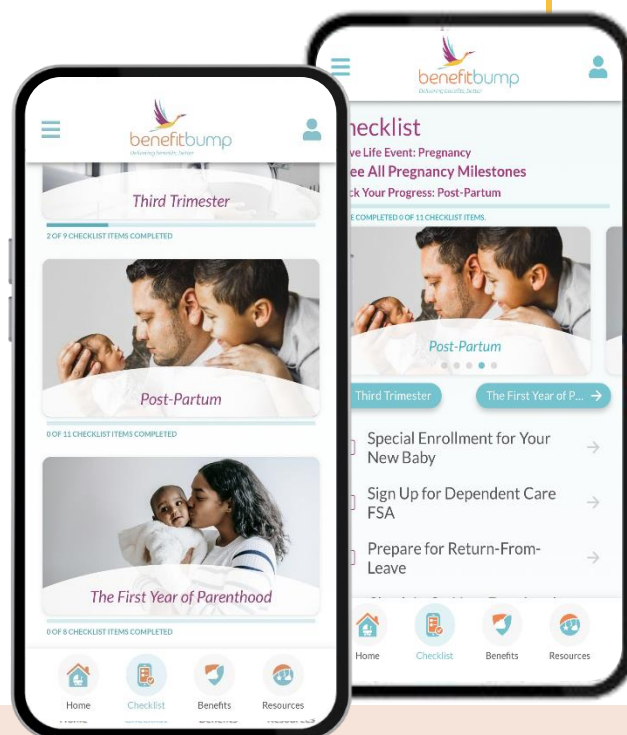 benefitbump
Delivering benefits, better
Third Trimester
2 OF 9 CHECKLIST ITEMS COMPLETED
Post-Partum
0 OF 11 CHECKLIST ITEMS COMPLETED
The First Year of Parenthood
0 OF 8 CHECKLIST ITEMS COMPLETED
Home
Checklist
Benefits
Resources
benefitbump
Delivering benefits, better
hecklist
ve Life Event: Pregnancy
ee All Pregnancy Milestones
ck Your Progress: Post-Partum
E COMPLETED 0 OF 11 CHECKLIST ITEMS.
Post-Partum
Third Trimester
The First Year of P...
Special Enrollment for Your
New Baby
Sign Up for Dependent Care
FSA
Prepare for Return-From-
Leave
Home
Checklist
Benefits
Resources